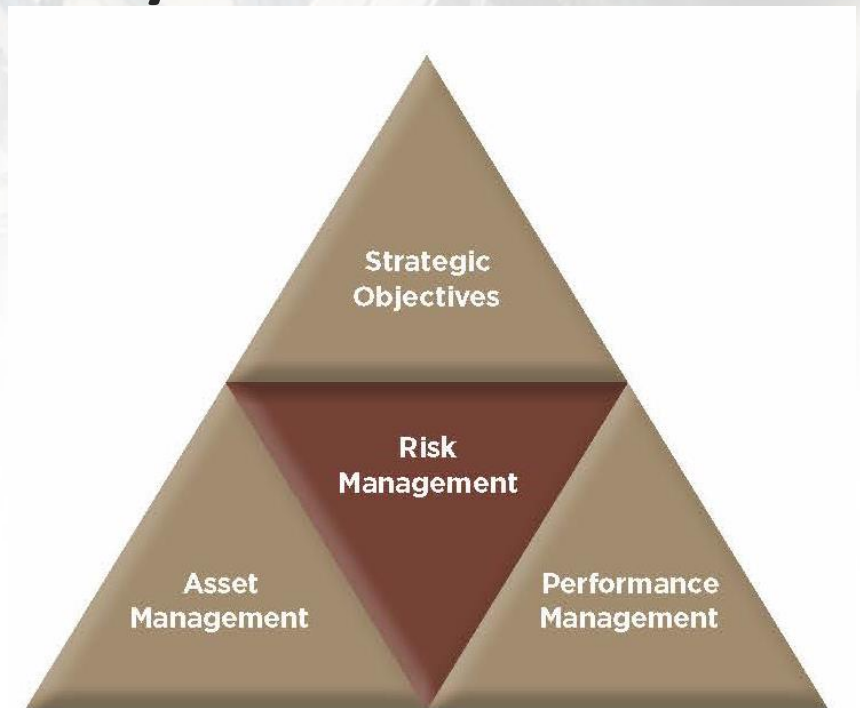 Strategic
Objectives
Risk
Management
Asset
Management
Performance
Management